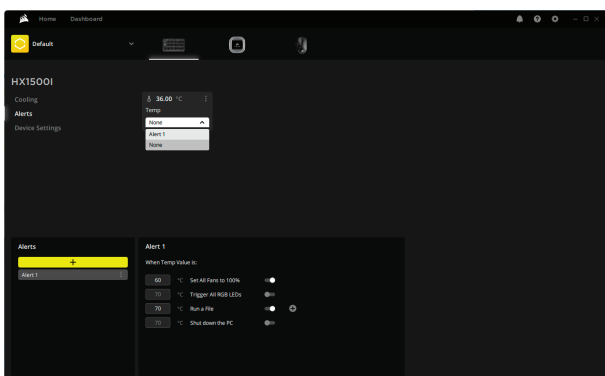 Home Dashboard
Default
HX1500I
Cooling
Alerts
Device Settings
36.00 °C
Temp
None
Alert 1
None
Alerts
+
Alert 1
Alert 1
When Temp Value is:
60 °C Set All Fans to 100%
70 °C Trigger All RGB LEDs
70 °C Run a File
70 °C Shut down the PC